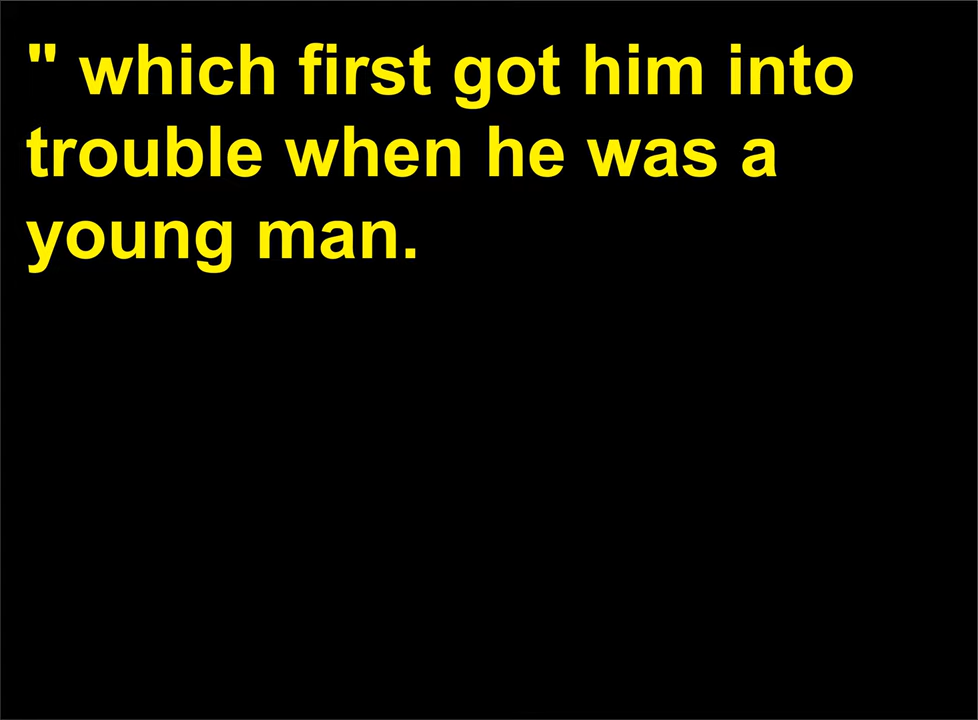 " which first got him into
trouble when he was a
young man.